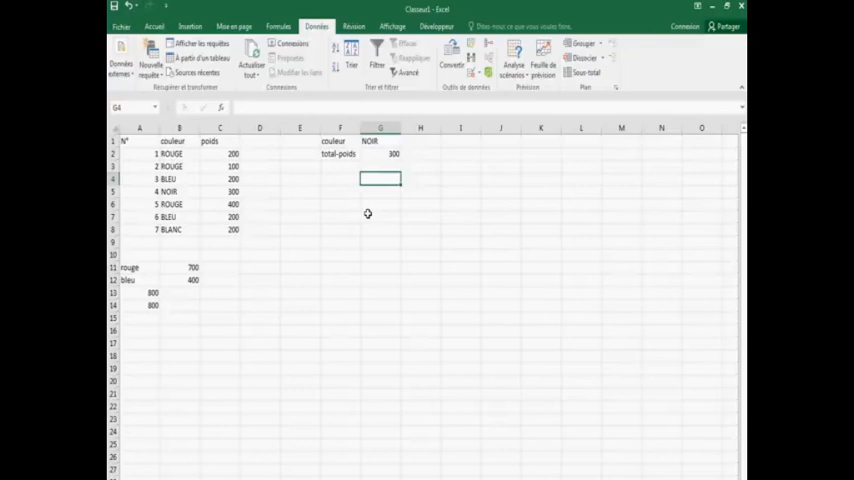 Classeur1 - Excel
Fichier Accueil Insertion Mise en page Formules Données Révision Affichage Développeur Dites-nous ce que vous voulez faire. Connexion Partager
Données externes Nouvelle requête Afficher les requêtes À partir d'un tableau Sources récentes Actualiser tout Connexions Propriétés Modifier les liens Trier Filtrer Effacer Réappliquer Avancé Convertir Analyse scénarios Feuille de prévision Grouper Dissocier Sous-total
Récupérer et transformer Connexions Trier et filtrer Outils de données Prévision Plan
G4 fx
A B C D E F G H I J K L M N O
1 N° couleur poids couleur NOIR
2 1 ROUGE 200 total-poids 300
3 2 ROUGE 100
4 3 BLEU 200
5 4 NOIR 300
6 5 ROUGE 400
7 6 BLEU 200
8 7 BLANC 200
9
10
11 rouge 700
12 bleu 400
13 800
14 800
15
16
17
18
19
20
21
22
23
24
25
26
27